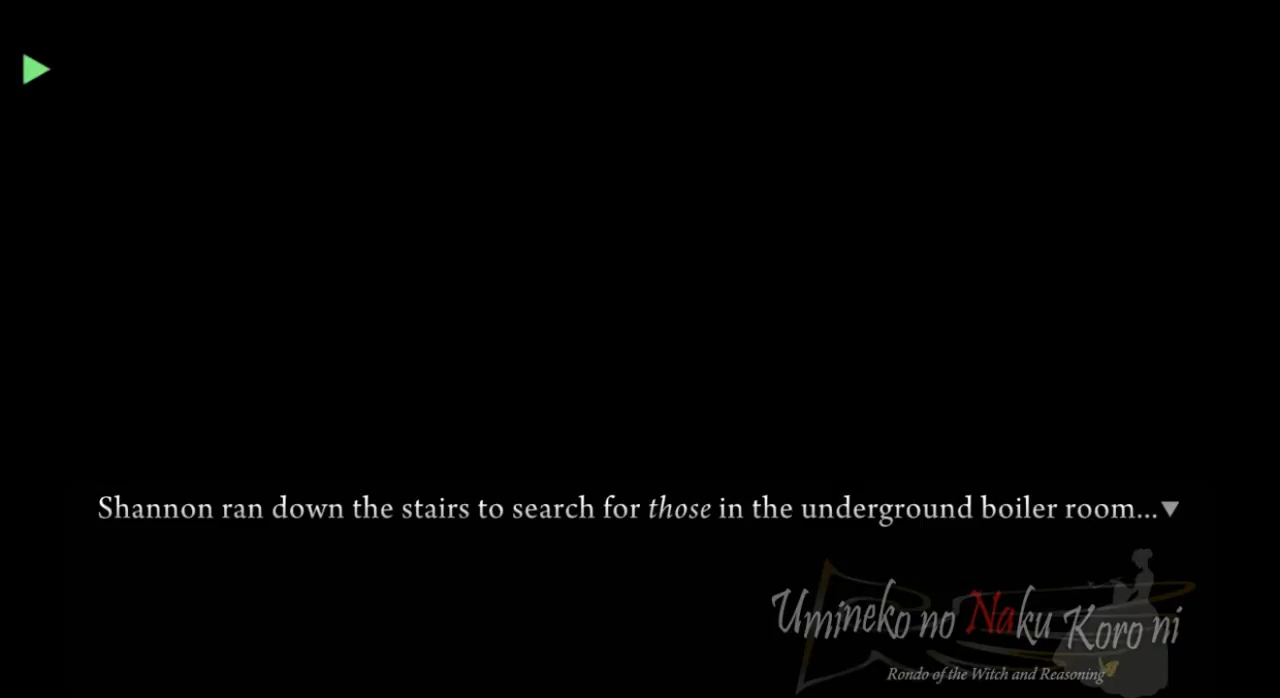 Shannon ran down the stairs to search for those in the underground boiler room...
Umineko no Naku Koro ni
Rondo of the Witch and Reasoning